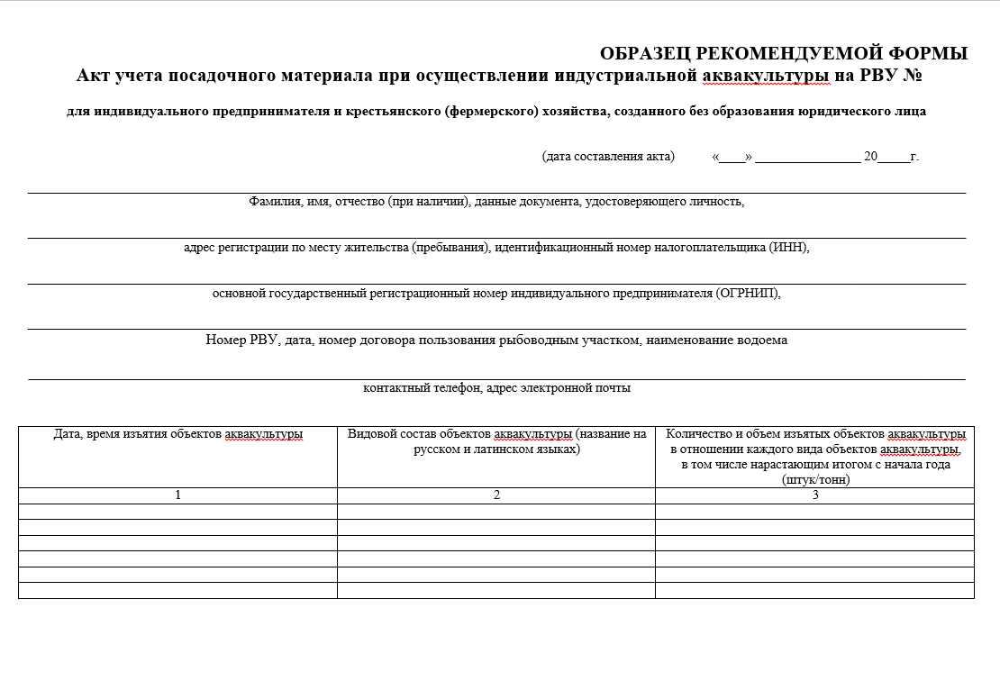 ОБРАЗЕЦ РЕКОМЕНДУЕМОЙ ФОРМЫ
Акт учета посадочного материала при осуществлении индустриальной аквакультуры на РВУ №
для индивидуального предпринимателя и крестьянского (фермерского) хозяйства, созданного без образования юридического лица
(дата составления акта) «____» ________________ 20_____г.
Фамилия, имя, отчество (при наличии), данные документа, удостоверяющего личность,
адрес регистрации по месту жительства (пребывания), идентификационный номер налогоплательщика (ИНН),
основной государственный регистрационный номер индивидуального предпринимателя (ОГРНИП),
Номер РВУ, дата, номер договора пользования рыбоводным участком, наименование водоема
контактный телефон, адрес электронной почты
Дата, время изъятия объектов аквакультуры
Видовой состав объектов аквакультуры (название на
русском и латинском языках)
Количество и объем изъятых объектов аквакультуры
в отношении каждого вида объектов аквакультуры,
в том числе нарастающим итогом с начала года
(штук/тонн)
1
2
3